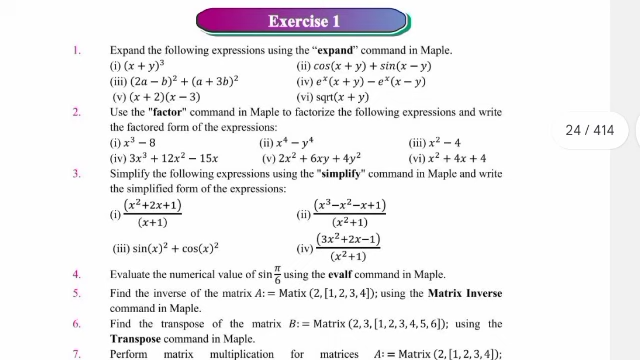 Exercise 1
1. Expand the following expressions using the "expand" command in Maple.
(i) (x + y)³ (ii) cos(x + y) + sin(x − y)
(iii) (2a − b)² + (a + 3b)² (iv) eˣ(x + y) − eˣ(x − y)
(v) (x + 2)(x − 3) (vi) sqrt(x + y)
2. Use the "factor" command in Maple to factorize the following expressions and write
the factored form of the expressions:
(i) x³ − 8 (ii) x⁴ − y⁴ (iii) x² − 4
(iv) 3x³ + 12x² − 15x (v) 2x² + 6xy + 4y² (vi) x² + 4x + 4
3. Simplify the following expressions using the "simplify" command in Maple and write
the simplified form of the expressions:
(i) (x²+2x+1)/(x+1) (ii) (x³−x²−x+1)/(x²+1)
(iii) sin(x)² + cos(x)² (iv) (3x²+2x−1)/(x²+1)
4. Evaluate the numerical value of sin π/6 using the evalf command in Maple.
5. Find the inverse of the matrix A:= Matix (2, [1, 2, 3, 4]); using the Matrix Inverse
command in Maple.
6. Find the transpose of the matrix B:= Matrix (2, 3, [1, 2, 3, 4, 5, 6]); using the
Transpose command in Maple.
7. Perform matrix multiplication for matrices A:= Matrix (2, [1, 2, 3, 4]);
24 / 414